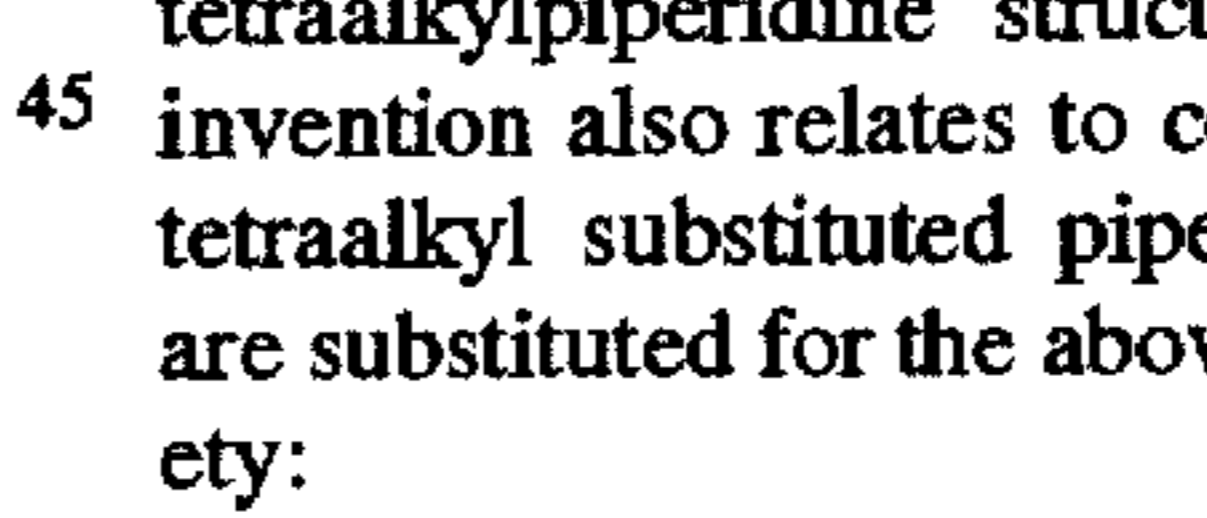 tetraalkylpiperidine struct
45 invention also relates to c
tetraalkyl substituted pipe
are substituted for the abov
ety: